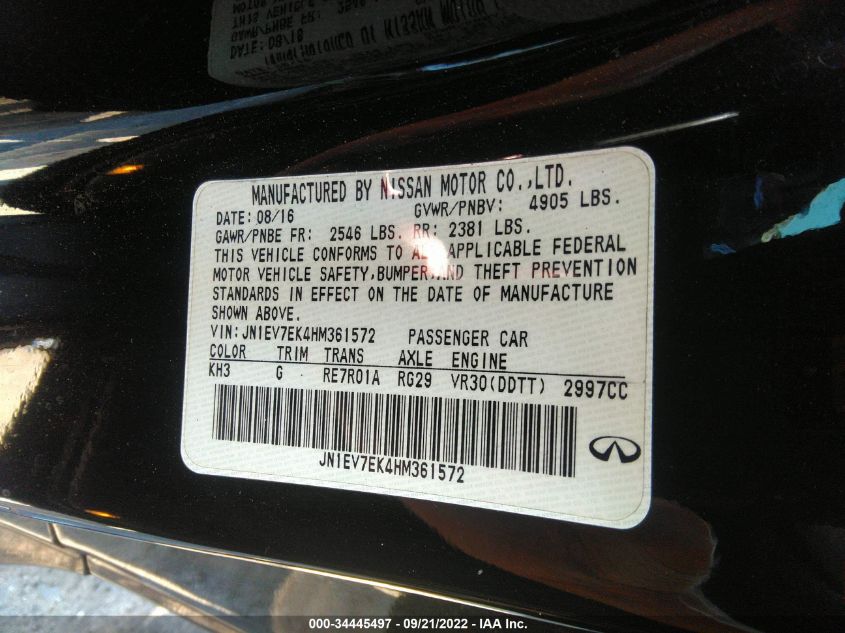 MANUFACTURED BY NISSAN MOTOR CO.,LTD.
DATE: 08/16 GVWR/PNBV: 4905 LBS.
GAWR/PNBE FR: 2546 LBS. RR: 2381 LBS.
THIS VEHICLE CONFORMS TO ALL APPLICABLE FEDERAL
MOTOR VEHICLE SAFETY,BUMPER,AND THEFT PREVENTION
STANDARDS IN EFFECT ON THE DATE OF MANUFACTURE
SHOWN ABOVE.
VIN:JN1EV7EK4HM361572 PASSENGER CAR
COLOR TRIM TRANS AXLE ENGINE
KH3 G RE7R01A RG29 VR30(DDTT) 2997CC
JN1EV7EK4HM361572
000-34445497 - 09/21/2022 - IAA Inc.